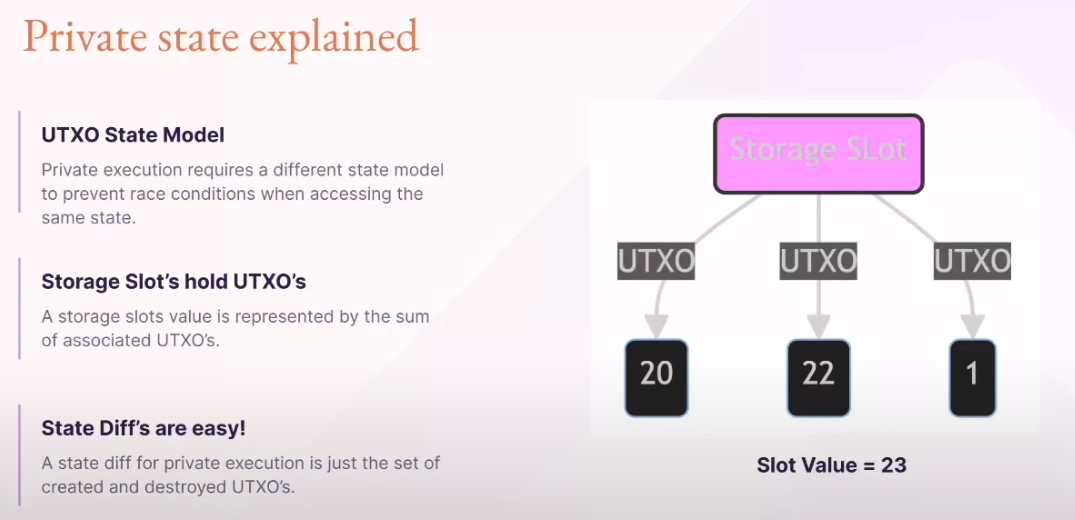 Private state explained
UTXO State Model
Private execution requires a different state model
to prevent race conditions when accessing the
same state.
Storage Slot’s hold UTXO’s
A storage slots value is represented by the sum
of associated UTXO’s.
State Diff’s are easy!
A state diff for private execution is just the set of
created and destroyed UTXO’s.
Storage SLot
UTXO UTXO UTXO
20 22 1
Slot Value = 23